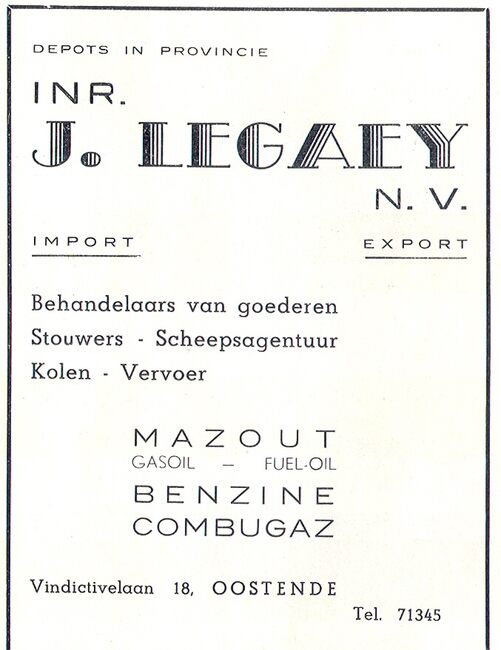 DEPOTS IN PROVINCIE
INR.
J. LEGAEY
N. V.
IMPORT EXPORT
Behandelaars van goederen
Stouwers - Scheepsagentuur
Kolen - Vervoer
MAZOUT
GASOIL — FUEL-OIL
BENZINE
COMBUGAZ
Vindictivelaan 18, OOSTENDE
Tel. 71345